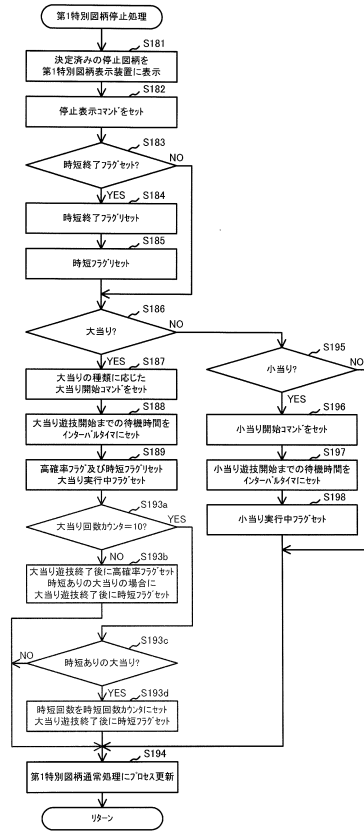 第1特別図柄停止処理
S181
決定済みの停止図柄を
第1特別図柄表示装置に表示
S182
停止表示コマンドをセット
S183
時短終了フラグセット?
NO
YES
S184
時短終了フラグリセット
S185
時短フラグリセット
S186
大当り?
NO
YES
S187
大当りの種類に応じた
大当り開始コマンドをセット
S188
大当り遊技開始までの待機時間を
インターバルタイマにセット
S189
高確率フラグ及び時短フラグリセット
大当り実行中フラグセット
S193a
大当り回数カウンタ=10?
YES
NO
S193b
大当り遊技終了後に高確率フラグセット
時短ありの大当りの場合に
大当り遊技終了後に時短フラグセット
S193c
時短ありの大当り?
NO
YES
S193d
時短回数を時短回数カウンタにセット
大当り遊技終了後に時短フラグセット
S195
小当り?
NO
YES
S196
小当り開始コマンドをセット
S197
小当り遊技開始までの待機時間を
インターバルタイマにセット
S198
小当り実行中フラグセット
S194
第1特別図柄通常処理にプロセス更新
リターン